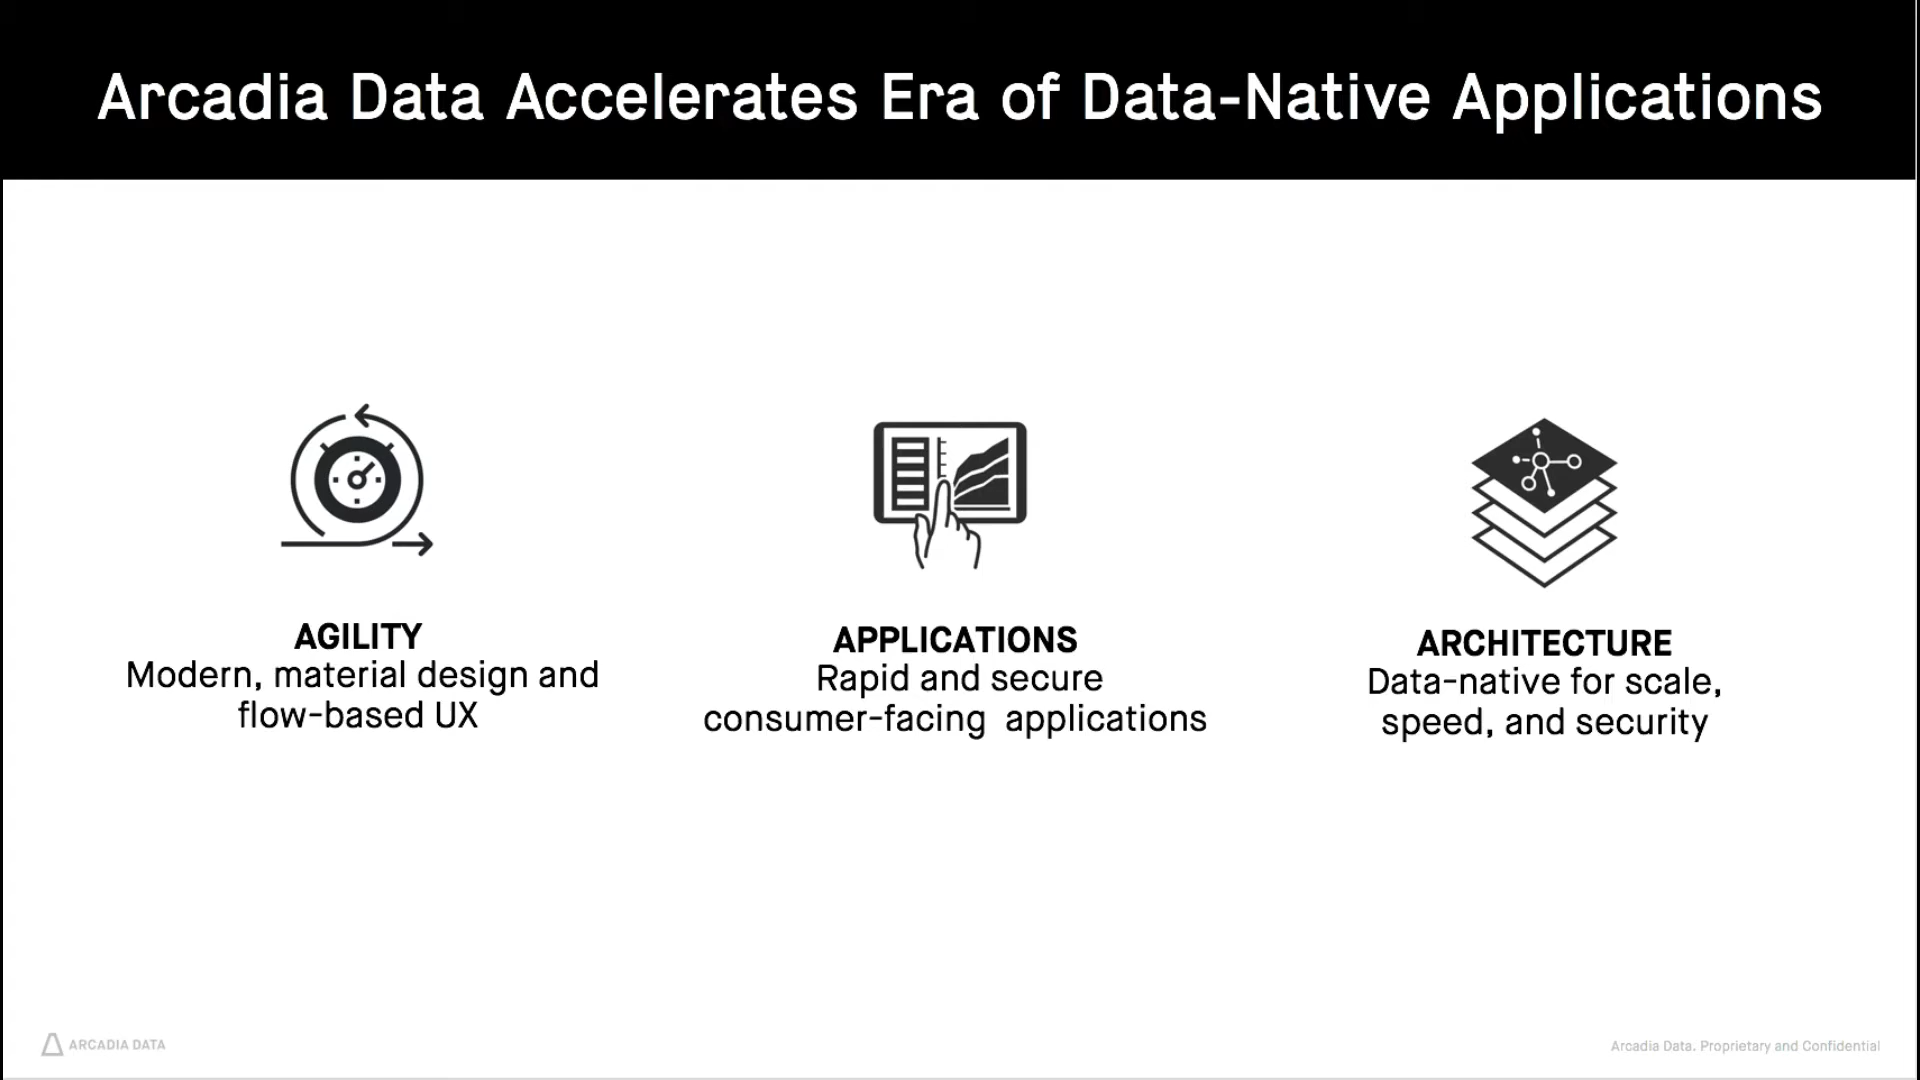 Arcadia Data Accelerates Era of Data-Native Applications
AGILITY
Modern, material design and
flow-based UX
APPLICATIONS
Rapid and secure
consumer-facing applications
ARCHITECTURE
Data-native for scale,
speed, and security
ARCADIA DATA
Arcadia Data. Proprietary and Confidential